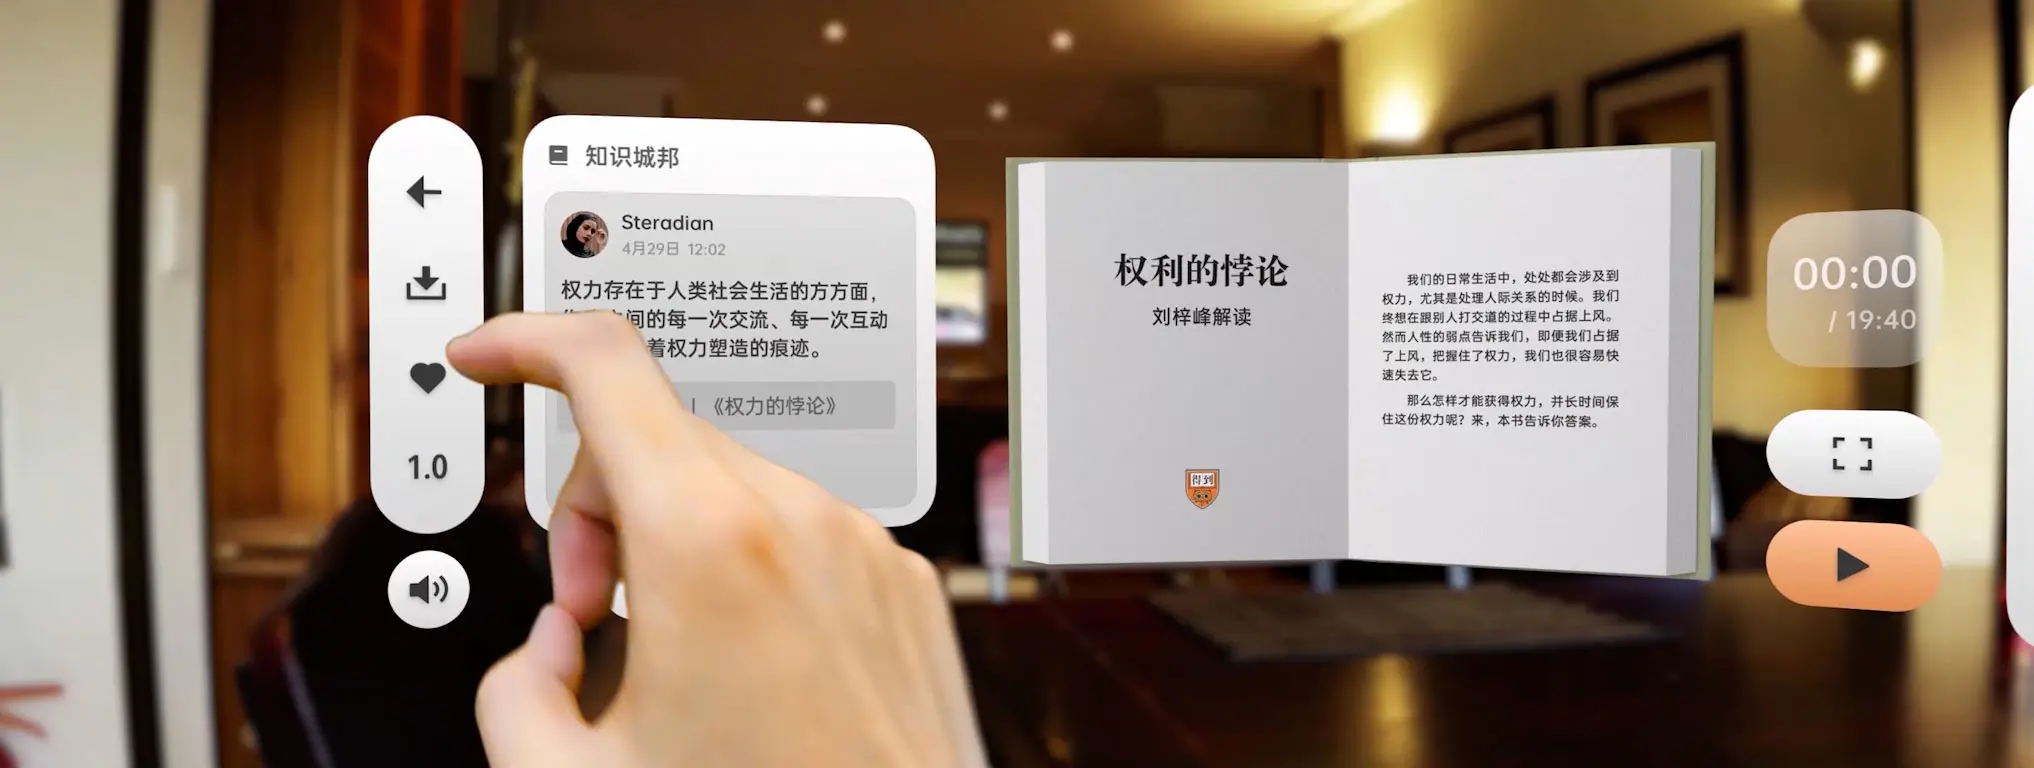 1.0
知识城邦
Steradian
4月29日 12:02
权力存在于人类社会生活的方方面，
间的每一次交流、每一次互动
着权力塑造的痕迹。
| 《权力的悖论》
权利的悖论
刘梓峰解读
得到
我们的日常生活中，处处都会涉及到
权力，尤其是处理人际关系的时候。我们
终想在跟别人打交道的过程中占据上风。
然而人性的弱点告诉我们，即便我们占据
了上风，把握住了权力，我们也很容易快
速失去它。
那么怎样才能获得权力，并长时间保
住这份权力呢？来，本书告诉你答案。
00:00
/ 19:40